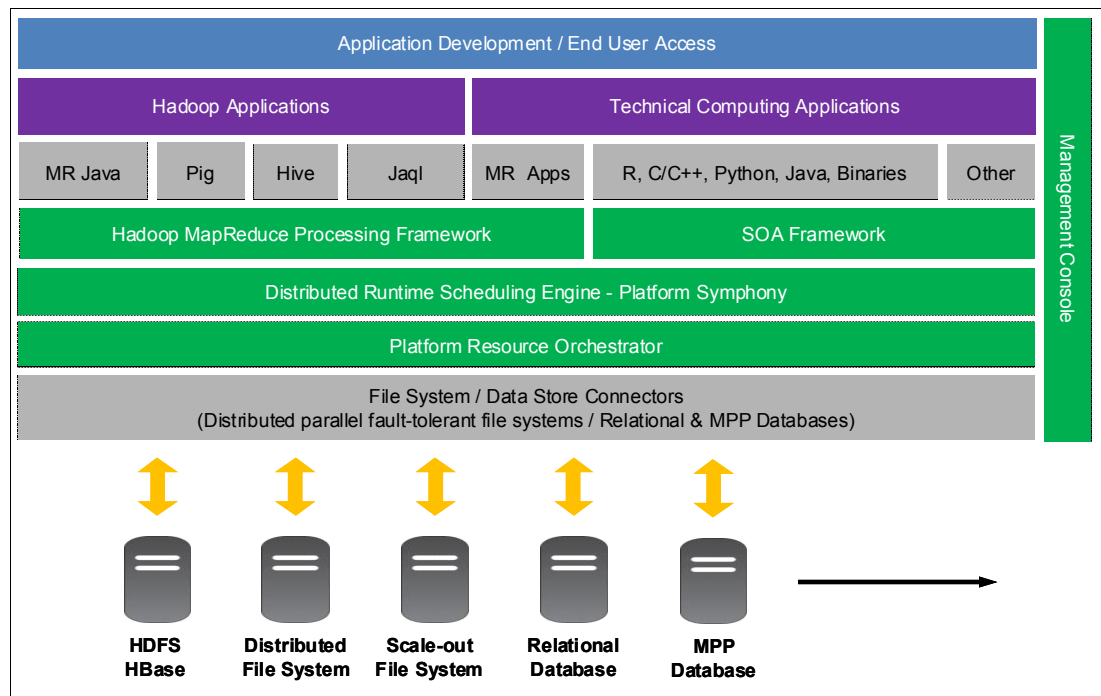 Application Development / End User Access
Hadoop Applications
Technical Computing Applications
MR Java
Pig
Hive
Jaql
MR Apps
R, C/C++, Python, Java, Binaries
Other
Hadoop MapReduce Processing Framework
SOA Framework
Distributed Runtime Scheduling Engine - Platform Symphony
Platform Resource Orchestrator
File System / Data Store Connectors
(Distributed parallel fault-tolerant file systems / Relational & MPP Databases)
Management Console
HDFS
HBase
Distributed
File System
Scale-out
File System
Relational
Database
MPP
Database